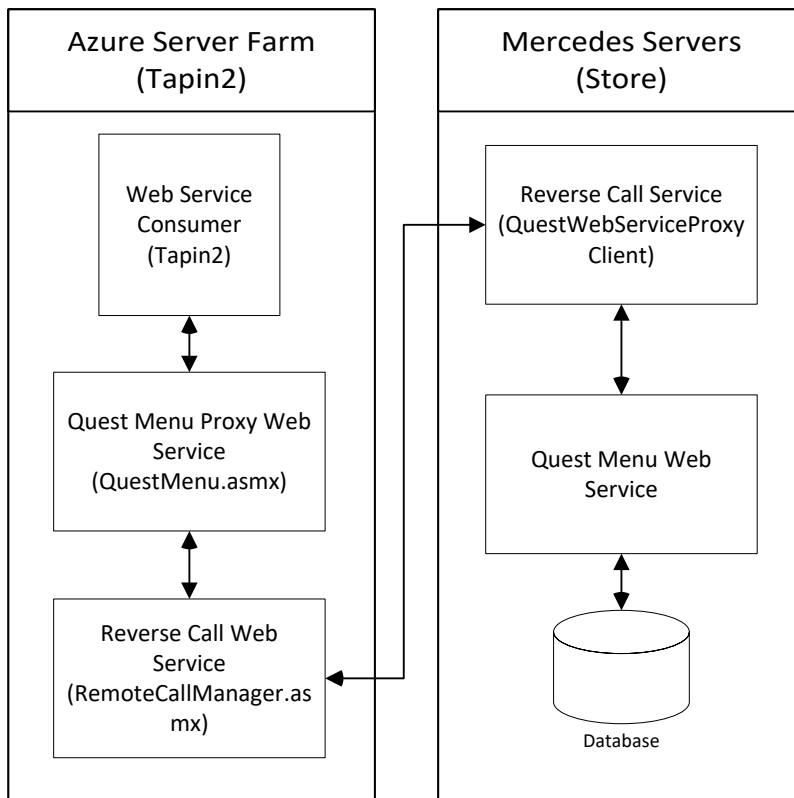 Azure Server Farm
(Tapin2)
Web Service
Consumer
(Tapin2)
Quest Menu Proxy Web
Service
(QuestMenu.asmx)
Reverse Call Web
Service
(RemoteCallManager.as
mx)
Mercedes Servers
(Store)
Reverse Call Service
(QuestWebServiceProxy
Client)
Quest Menu Web
Service
Database